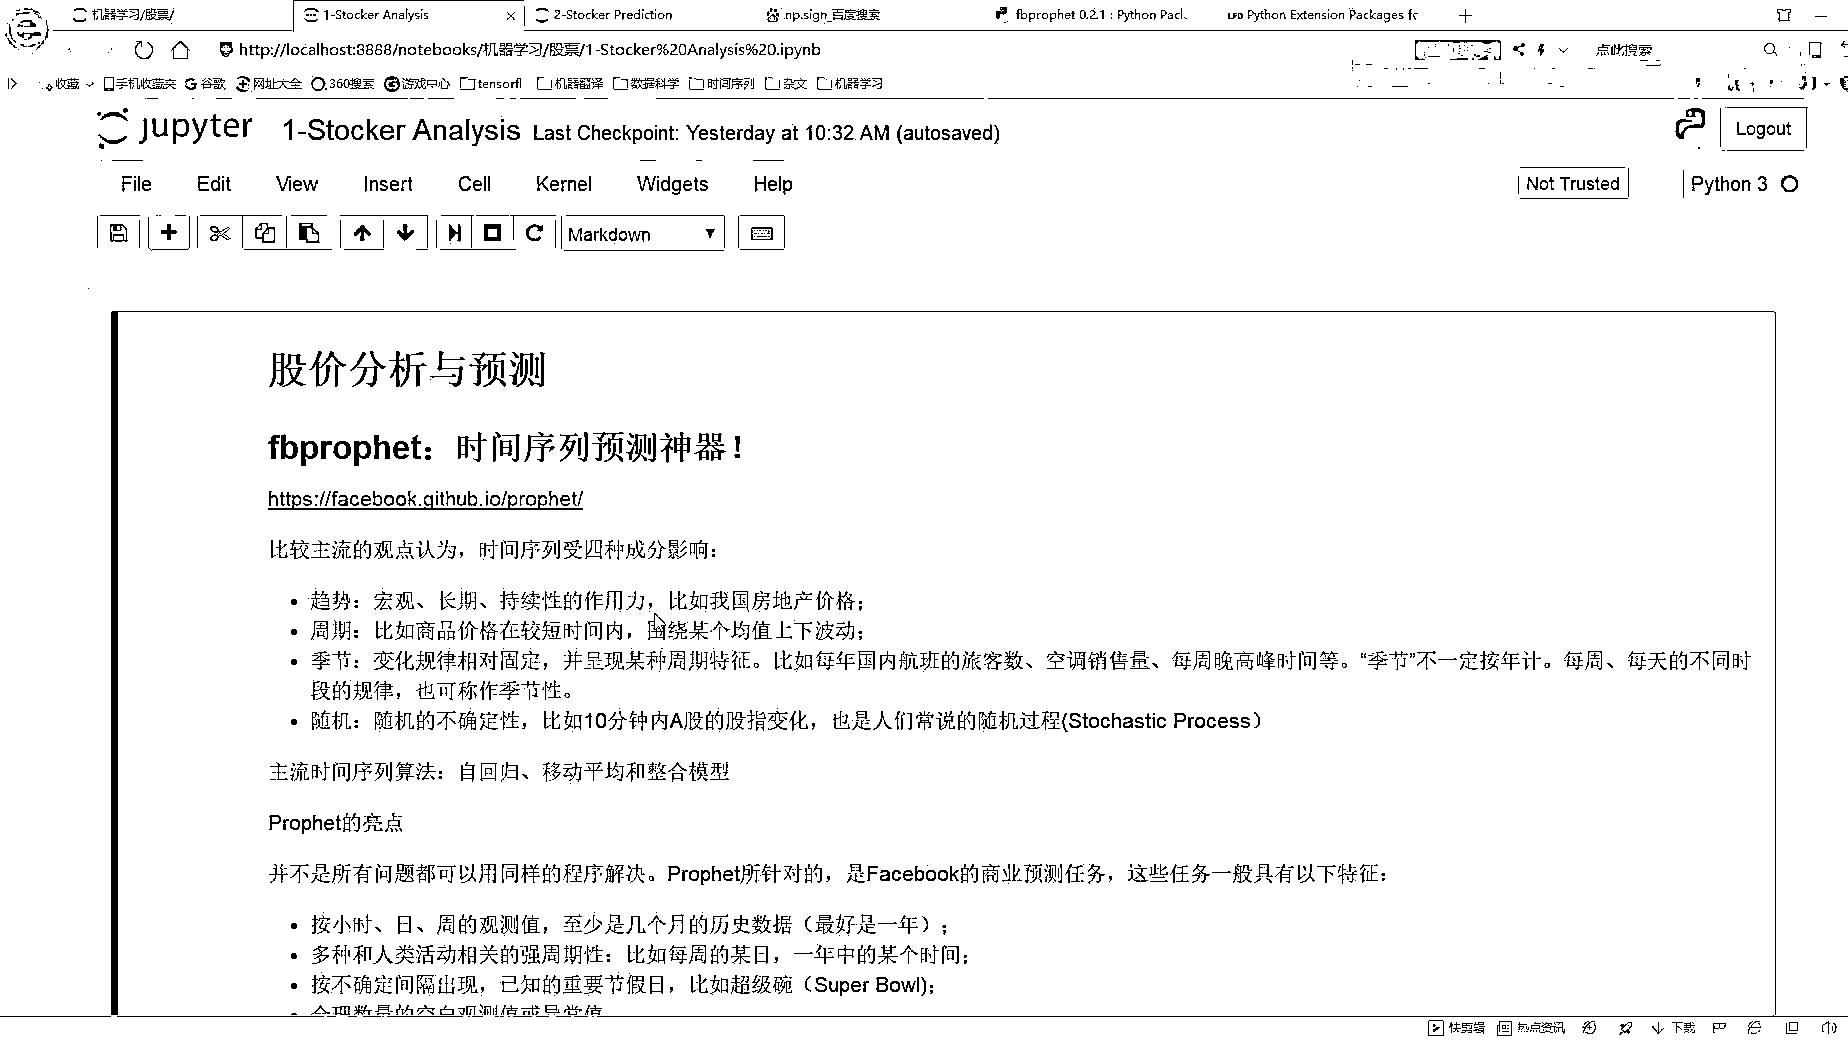 机器学习/股票/
1-Stocker Analysis
2-Stocker Prediction
np.sign_百度搜索
fbprophet 0.2.1 : Python Pacl
LFD Python Extension Packages fr
http://localhost:8888/notebooks/机器学习/股票/1-Stocker%20Analysis%20.ipynb
点此搜索
收藏 手机收藏夹 谷歌 网址大全 360搜索 游戏中心 tensorfl 机器翻译 数据科学 时间序列 杂文 机器学习
jupyter 1-Stocker Analysis Last Checkpoint: Yesterday at 10:32 AM (autosaved)
Logout
File Edit View Insert Cell Kernel Widgets Help
Not Trusted
Python 3
Markdown
股价分析与预测
fbprophet：时间序列预测神器！
https://facebook.github.io/prophet/
比较主流的观点认为，时间序列受四种成分影响：
趋势：宏观、长期、持续性的作用力，比如我国房地产价格；
周期：比如商品价格在较短时间内，围绕某个均值上下波动；
季节：变化规律相对固定，并呈现某种周期特征。比如每年国内航班的旅客数、空调销售量、每周晚高峰时间等。“季节”不一定按年计。每周、每天的不同时
段的规律，也可称作季节性。
随机：随机的不确定性，比如10分钟内A股的股指变化，也是人们常说的随机过程(Stochastic Process）
主流时间序列算法：自回归、移动平均和整合模型
Prophet的亮点
并不是所有问题都可以用同样的程序解决。Prophet所针对的，是Facebook的商业预测任务，这些任务一般具有以下特征：
按小时、日、周的观测值，至少是几个月的历史数据（最好是一年）；
多种和人类活动相关的强周期性：比如每周的某日，一年中的某个时间；
按不确定间隔出现，已知的重要节假日，比如超级碗（Super Bowl)；
合理数量的空白观测值或异常值
快剪辑 热点资讯 下载